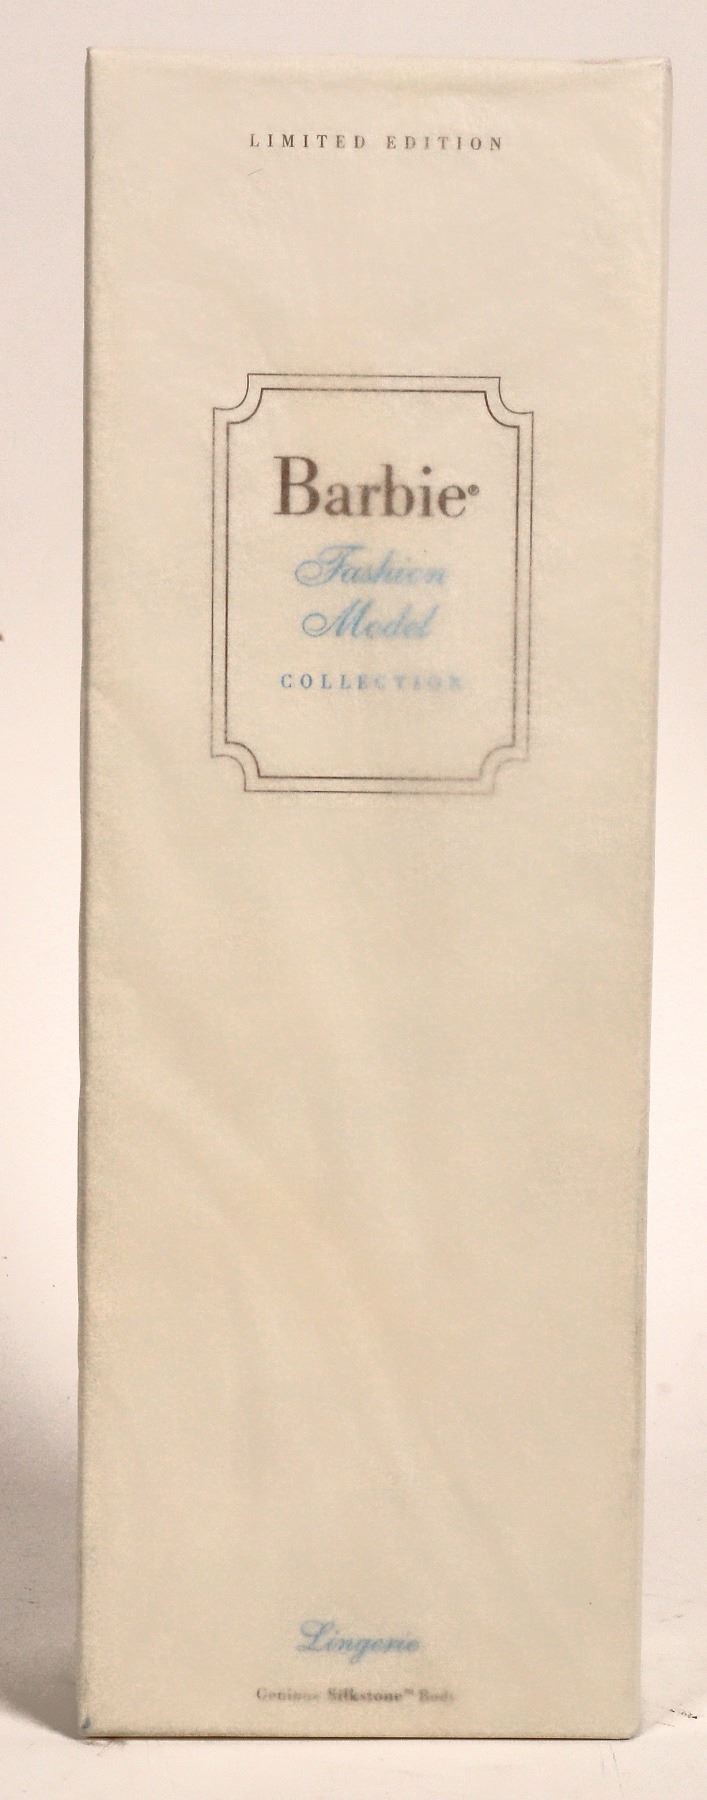 LIMITED EDITION
Barbie®
Fashion
Model
COLLECTION
Lingerie
Genuine Silkstone™ Body